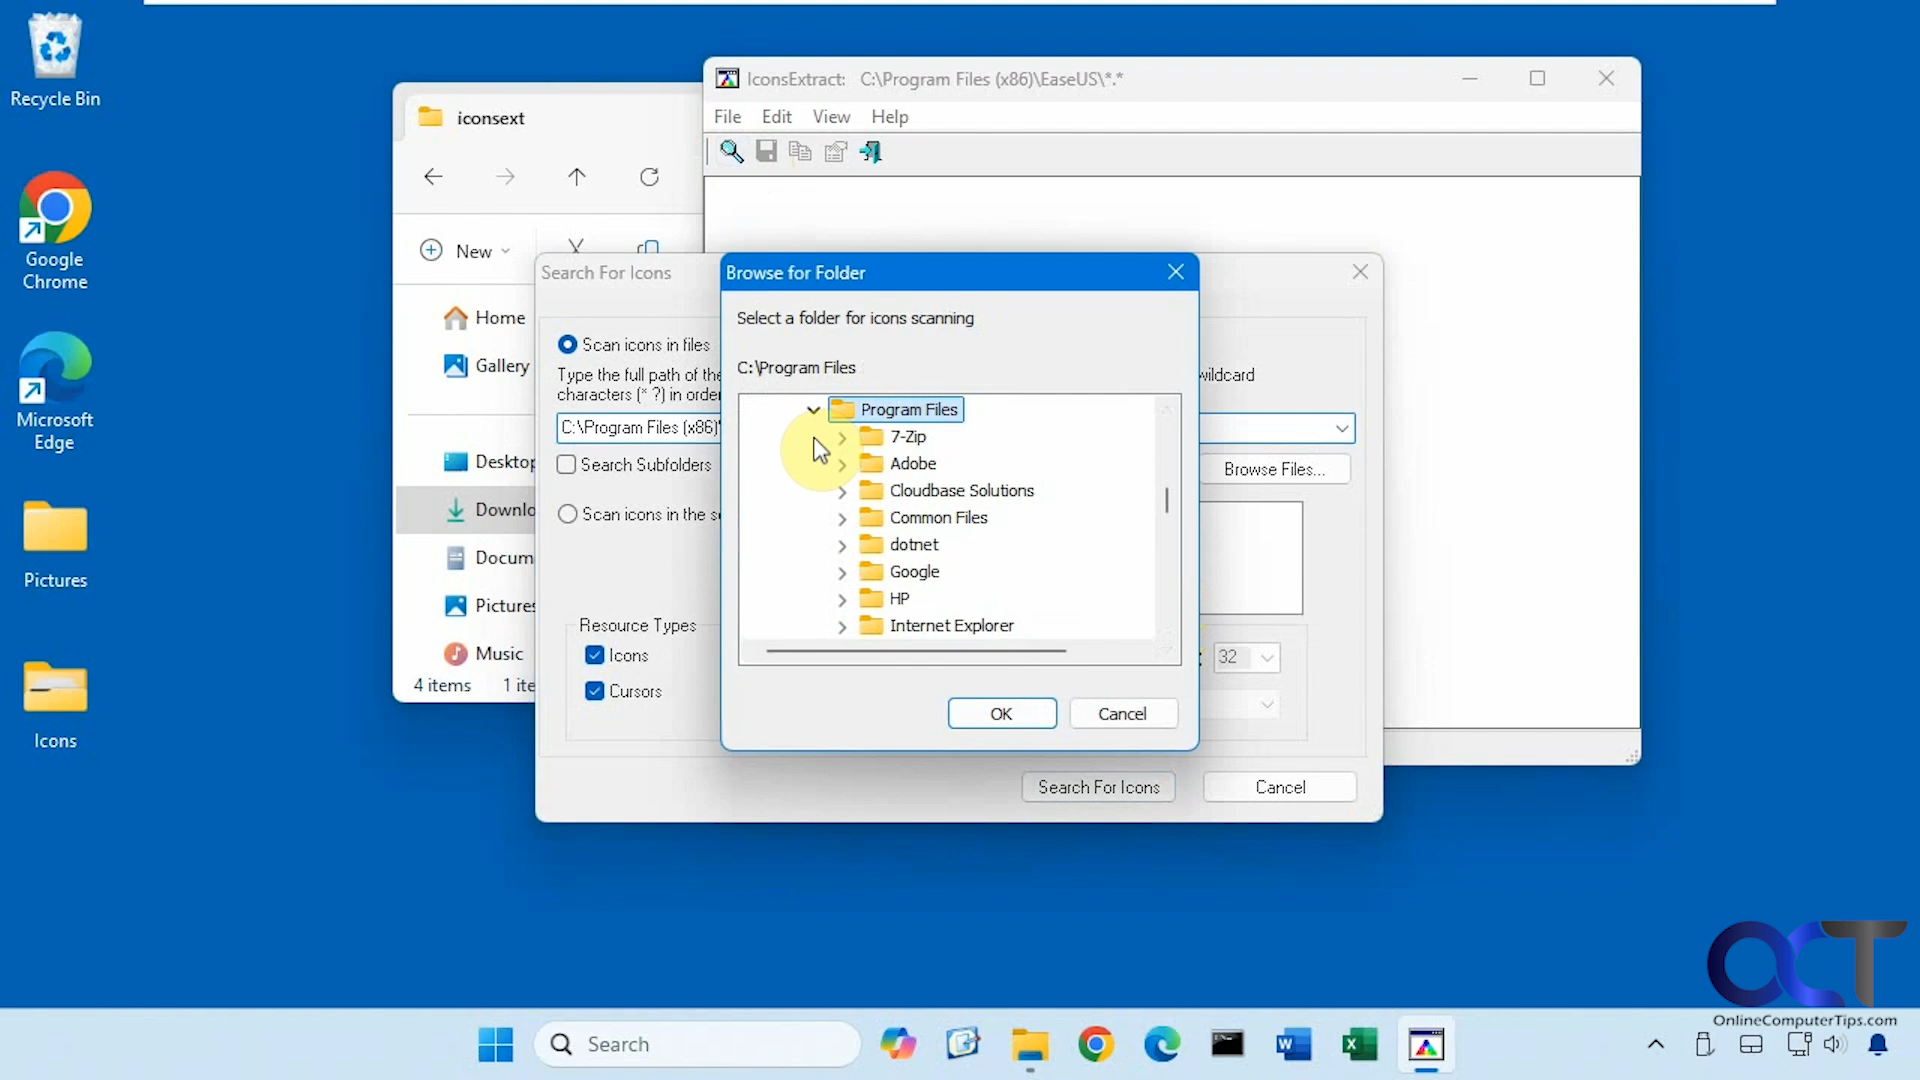 Recycle Bin
Google
Chrome
Microsoft
Edge
Pictures
Icons
iconsext
New
Home
Gallery
Desktop
Downlo
Docum
Pictures
Music
4 items 1 ite
IconsExtract: C:\Program Files (x86)\EaseUS\*.*
File Edit View Help
Search For Icons
Scan icons in files
Type the full path of the
wildcard
characters (* ?) in order
C:\Program Files (x86)\
Search Subfolders
Browse Files...
Scan icons in the se
Resource Types
Icons
Cursors
32
Search For Icons
Cancel
Browse for Folder
Select a folder for icons scanning
C:\Program Files
Program Files
7-Zip
Adobe
Cloudbase Solutions
Common Files
dotnet
Google
HP
Internet Explorer
OK
Cancel
OCT
OnlineComputerTips.com
Search